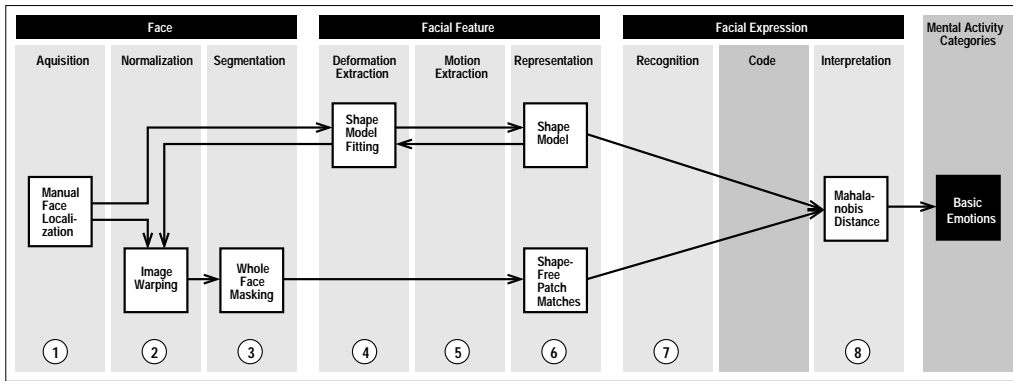 Face
Facial Feature
Facial Expression
Mental Activity
Categories
Aquisition
Normalization
Segmentation
Deformation
Extraction
Motion
Extraction
Representation
Recognition
Code
Interpretation
Shape
Model
Fitting
Shape
Model
Manual
Face
Locali-
zation
Mahala-
nobis
Distance
Basic
Emotions
Image
Warping
Whole
Face
Masking
Shape-
Free
Patch
Matches
1
2
3
4
5
6
7
8